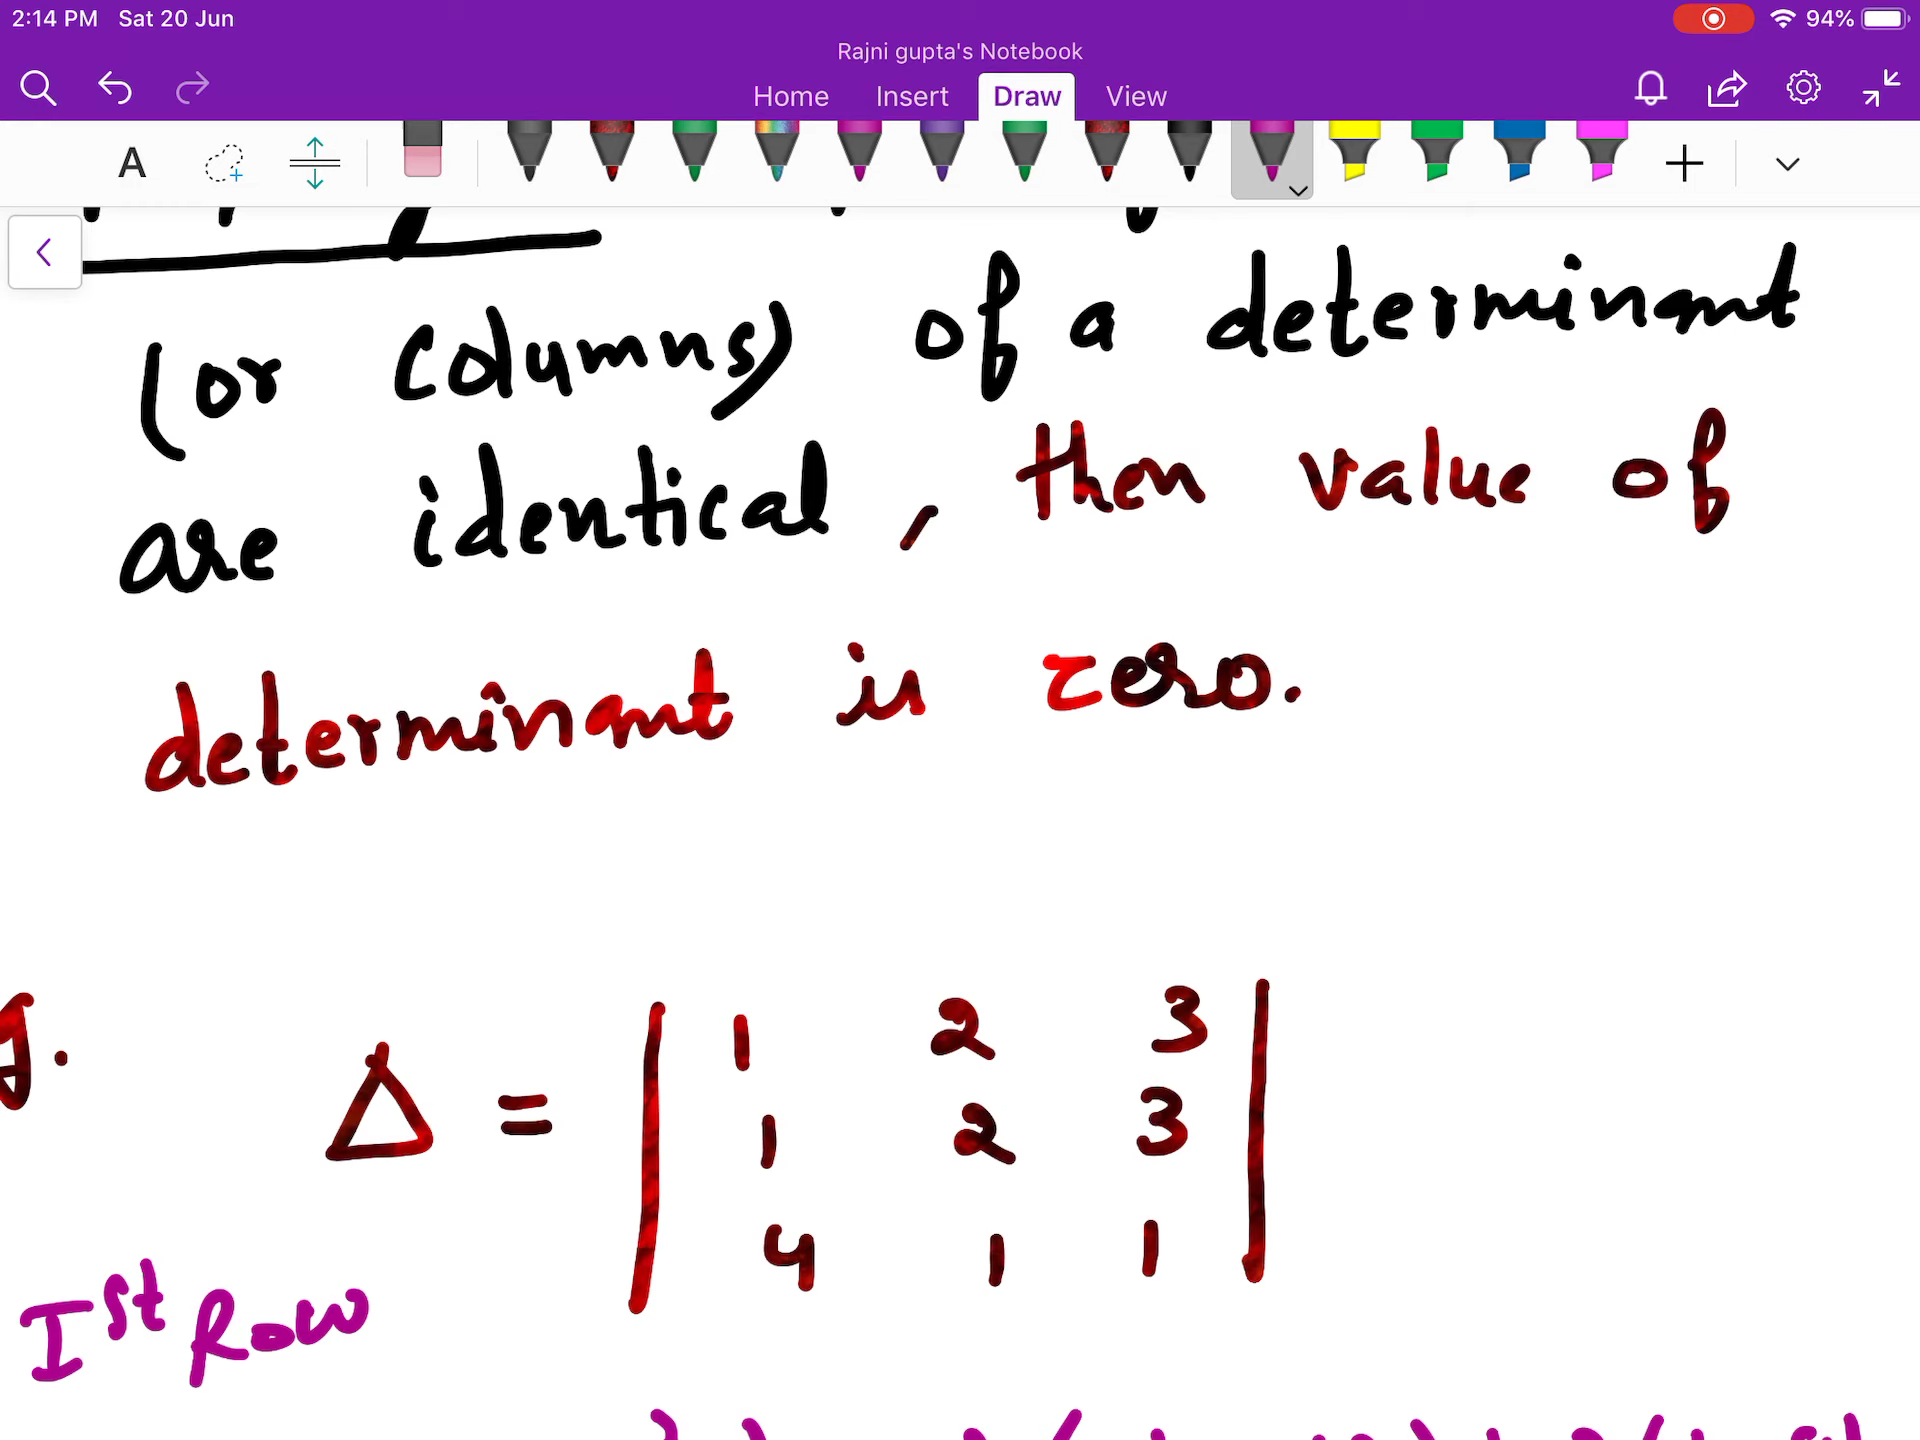 2:14 PM Sat 20 Jun
94%
Rajni gupta's Notebook
Home Insert Draw View
A
(or columns) of a determinant
are identical, then value of
determinant is zero.
Δ = | 1 2 3 |
1 2 3
4 1 1
Ist Row